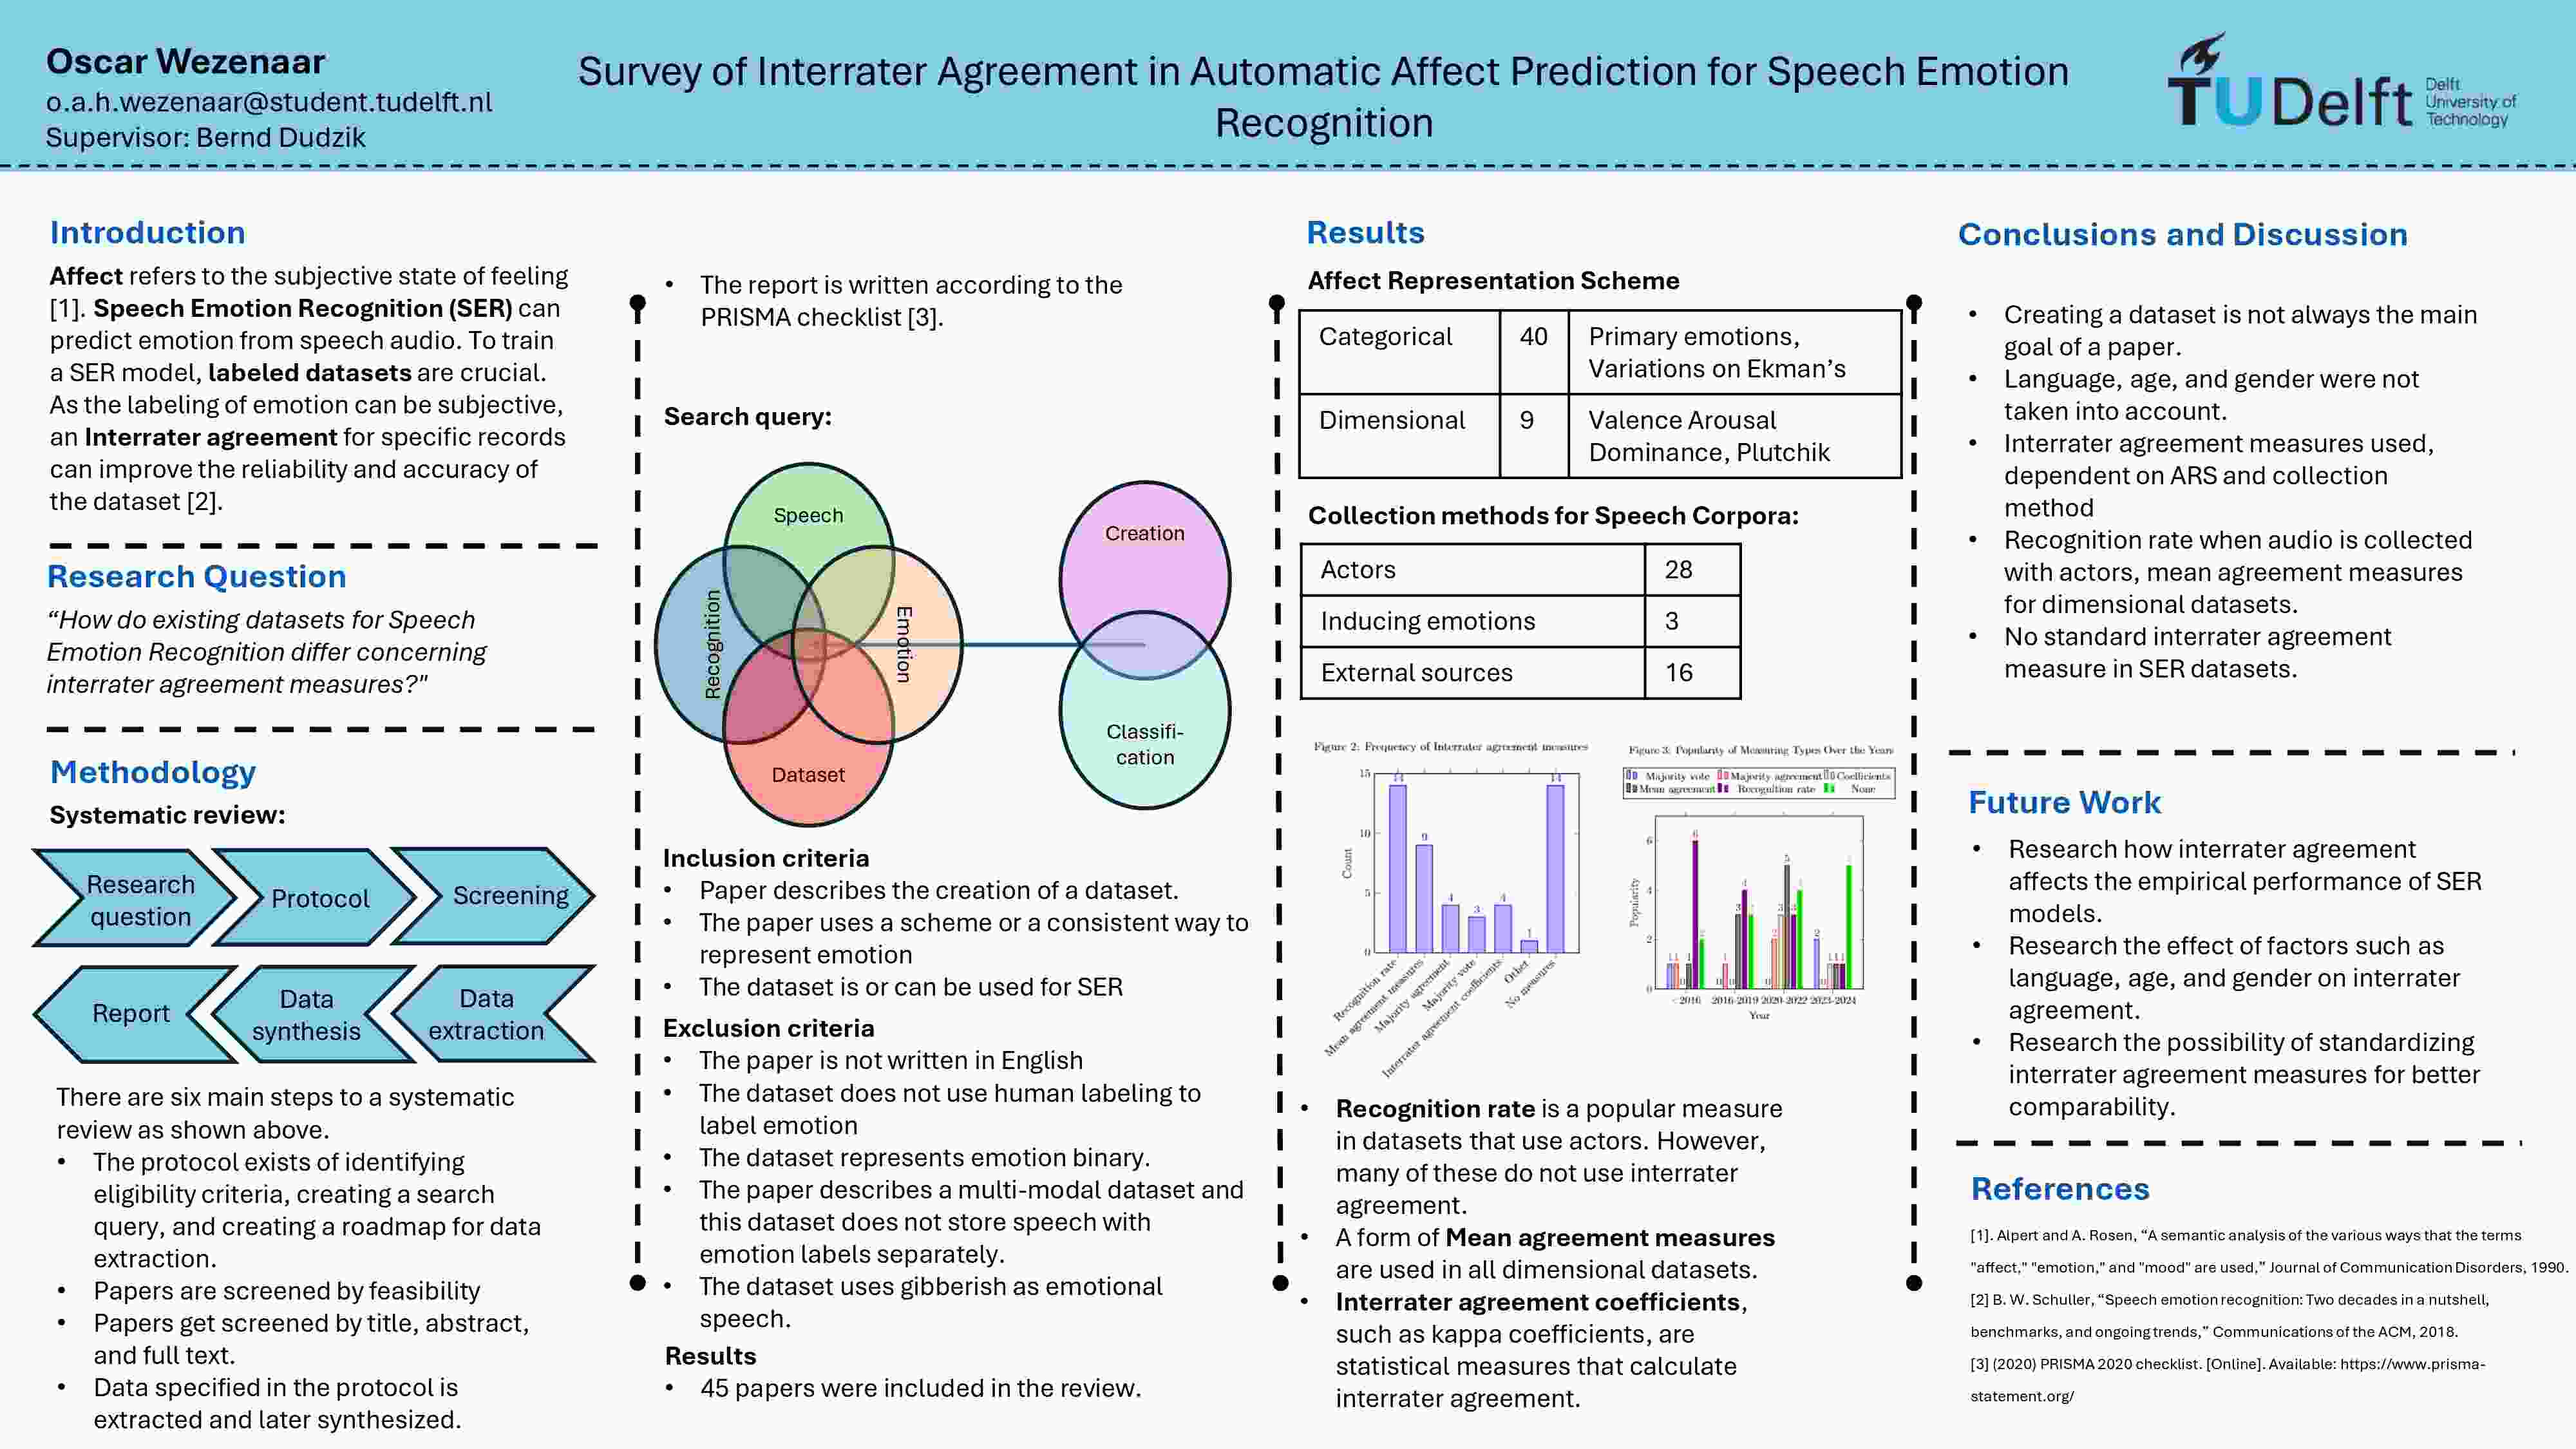 Oscar Wezenaar
o.a.h.wezenaar@student.tudelft.nl
Supervisor: Bernd Dudzik
Survey of Interrater Agreement in Automatic Affect Prediction for Speech Emotion
Recognition
TU Delft
Delft
University of
Technology
Introduction
Affect refers to the subjective state of feeling
[1]. Speech Emotion Recognition (SER) can
predict emotion from speech audio. To train
a SER model, labeled datasets are crucial.
As the labeling of emotion can be subjective,
an Interrater agreement for specific records
can improve the reliability and accuracy of
the dataset [2].
Research Question
“How do existing datasets for Speech
Emotion Recognition differ concerning
interrater agreement measures?"
Methodology
Systematic review:
Research
question
Protocol
Screening
Report
Data
synthesis
Data
extraction
There are six main steps to a systematic
review as shown above.
• The protocol exists of identifying
eligibility criteria, creating a search
query, and creating a roadmap for data
extraction.
• Papers are screened by feasibility
• Papers get screened by title, abstract,
and full text.
• Data specified in the protocol is
extracted and later synthesized.
• The report is written according to the
PRISMA checklist [3].
Search query:
Speech
Recognition
Emotion
Dataset
Creation
Classifi-
cation
Inclusion criteria
• Paper describes the creation of a dataset.
• The paper uses a scheme or a consistent way to
represent emotion
• The dataset is or can be used for SER
Exclusion criteria
• The paper is not written in English
• The dataset does not use human labeling to
label emotion
• The dataset represents emotion binary.
• The paper describes a multi-modal dataset and
this dataset does not store speech with
emotion labels separately.
• The dataset uses gibberish as emotional
speech.
Results
• 45 papers were included in the review.
Results
Affect Representation Scheme
Categorical 40 Primary emotions,
Variations on Ekman’s
Dimensional 9 Valence Arousal
Dominance, Plutchik
Collection methods for Speech Corpora:
Actors 28
Inducing emotions 3
External sources 16
Figure 2: Frequency of Interrater agreement measures
Count
15
10
5
0
14 9 4 3 4 1 14
Recognition rate
Mean agreement measures
Majority agreement
Majority vote
Interrater agreement coefficients
Other
No measures
Figure 3: Popularity of Measuring Types Over the Years
Majority vote Majority agreement Coefficients
Mean agreement Recognition rate None
Popularity
6
4
2
0
< 2016 2016-2019 2020-2022 2023-2024
Year
• Recognition rate is a popular measure
in datasets that use actors. However,
many of these do not use interrater
agreement.
• A form of Mean agreement measures
are used in all dimensional datasets.
• Interrater agreement coefficients,
such as kappa coefficients, are
statistical measures that calculate
interrater agreement.
Conclusions and Discussion
• Creating a dataset is not always the main
goal of a paper.
• Language, age, and gender were not
taken into account.
• Interrater agreement measures used,
dependent on ARS and collection
method
• Recognition rate when audio is collected
with actors, mean agreement measures
for dimensional datasets.
• No standard interrater agreement
measure in SER datasets.
Future Work
• Research how interrater agreement
affects the empirical performance of SER
models.
• Research the effect of factors such as
language, age, and gender on interrater
agreement.
• Research the possibility of standardizing
interrater agreement measures for better
comparability.
References
[1]. Alpert and A. Rosen, “A semantic analysis of the various ways that the terms
"affect," "emotion," and "mood" are used,” Journal of Communication Disorders, 1990.
[2] B. W. Schuller, “Speech emotion recognition: Two decades in a nutshell,
benchmarks, and ongoing trends,” Communications of the ACM, 2018.
[3] (2020) PRISMA 2020 checklist. [Online]. Available: https://www.prisma-
statement.org/